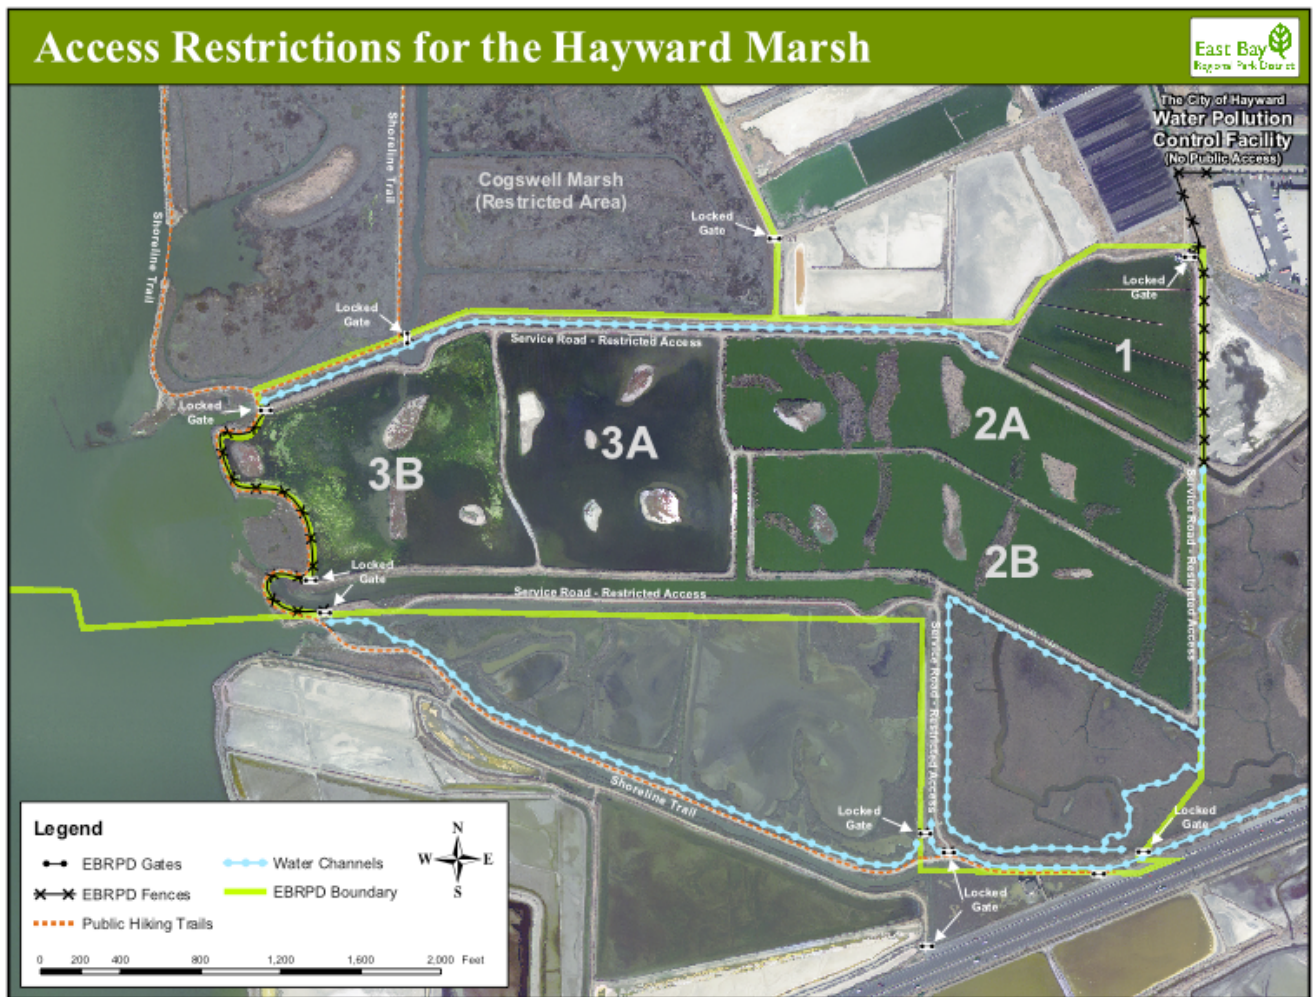 Access Restrictions for the Hayward Marsh
East Bay
Regional Park District
The City of Hayward
Water Pollution
Control Facility
(No Public Access)
Shoreline Trail
Shoreline Trail
Cogswell Marsh
(Restricted Area)
Locked
Gate
Locked
Gate
Locked
Gate
Service Road - Restricted Access
1
2A
3A
3B
Locked
Gate
Service Road - Restricted Access
2B
Locked
Gate
Service Road - Restricted Access
Service Road - Restricted Access
Shoreline Trail
Locked
Gate
Locked
Gate
Locked
Gate
Legend
EBRPD Gates
Water Channels
EBRPD Fences
EBRPD Boundary
Public Hiking Trails
N
W E
S
0 200 400 800 1,200 1,600 2,000 Feet